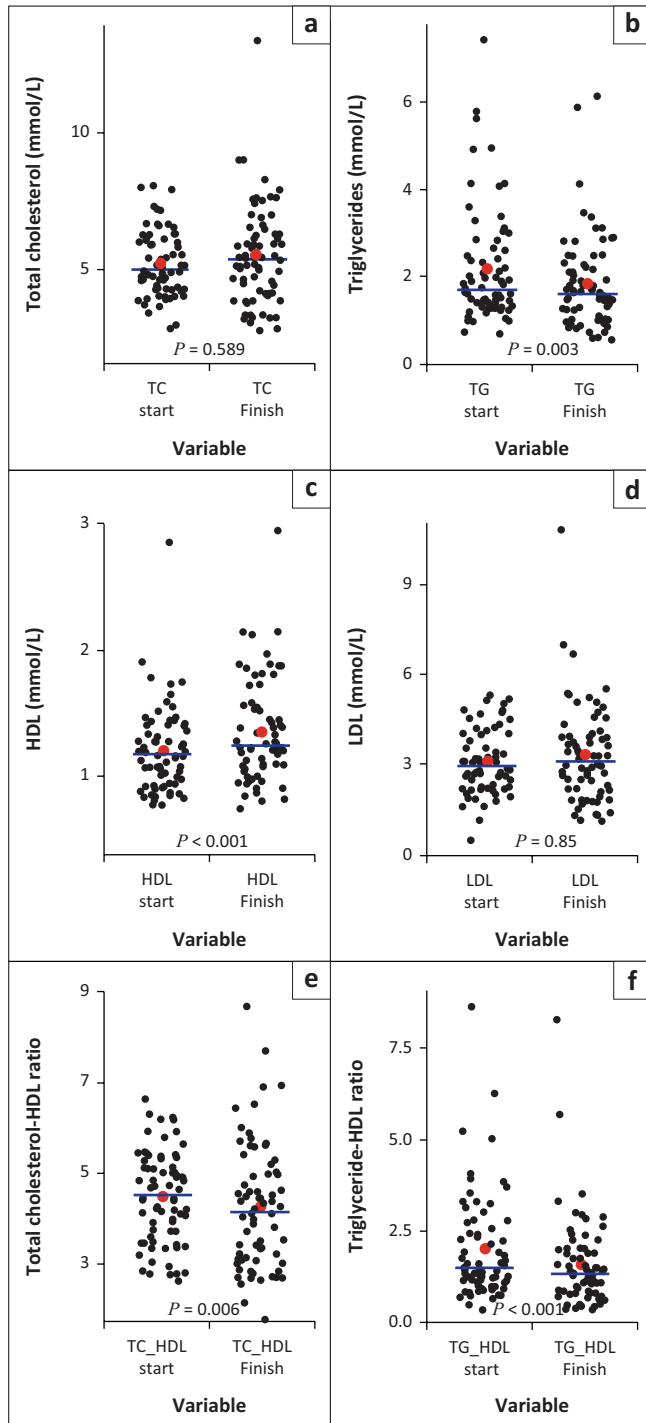 a
Total cholesterol (mmol/L)
10
5
P = 0.589
TC
start
TC
Finish
Variable
b
Triglycerides (mmol/L)
6
4
2
0
P = 0.003
TG
start
TG
Finish
Variable
c
HDL (mmol/L)
3
2
1
P < 0.001
HDL
start
HDL
Finish
Variable
d
LDL (mmol/L)
9
6
3
0
P = 0.85
LDL
start
LDL
Finish
Variable
e
Total cholesterol-HDL ratio
9
7
5
3
P = 0.006
TC_HDL
start
TC_HDL
Finish
Variable
f
Triglyceride-HDL ratio
7.5
5.0
2.5
0.0
P < 0.001
TG_HDL
start
TG_HDL
Finish
Variable